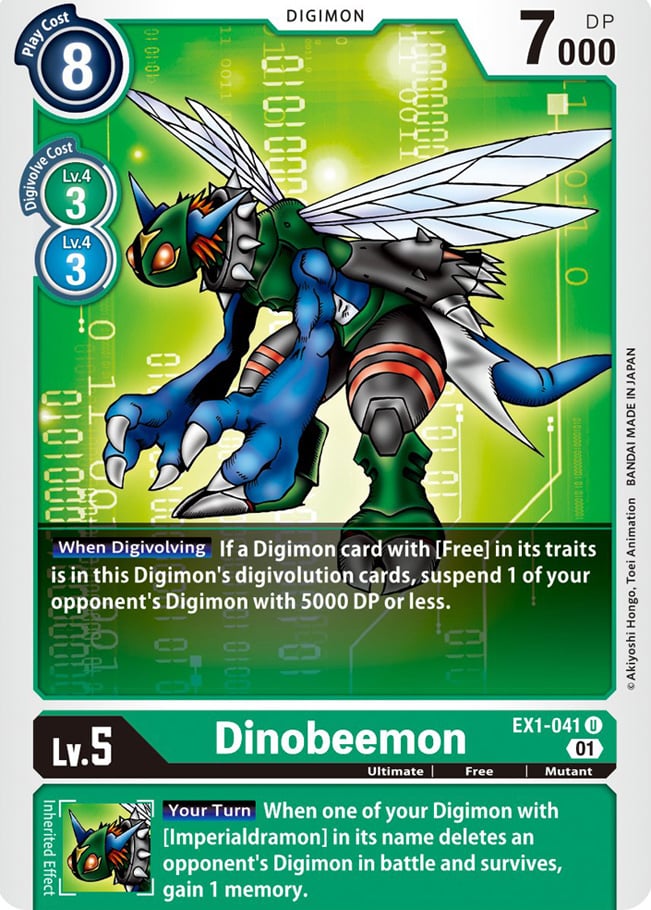 DIGIMON
Play Cost
8
7000
DP
Digivolve Cost
Lv.4
3
Lv.4
3
When Digivolving If a Digimon card with [Free] in its traits
is in this Digimon's digivolution cards, suspend 1 of your
opponent's Digimon with 5000 DP or less.
© Akiyoshi Hongo, Toei Animation BANDAI MADE IN JAPAN
Lv.5
Dinobeemon
EX1-041 U
01
Ultimate | Free | Mutant
Inherited Effect
Your Turn When one of your Digimon with
[Imperialdramon] in its name deletes an
opponent's Digimon in battle and survives,
gain 1 memory.